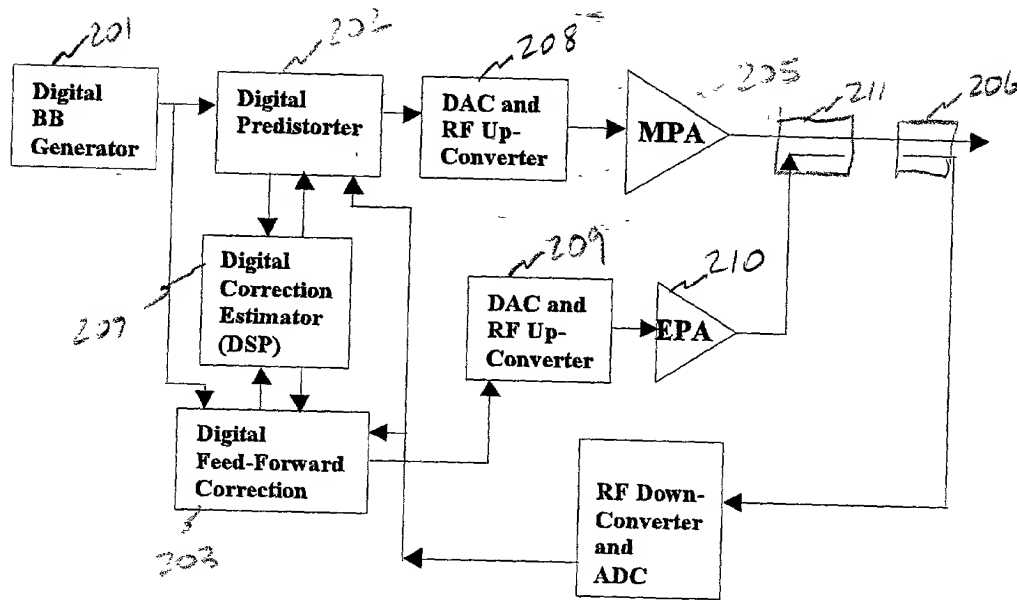 201
202
208
205
211
206
Digital
BB
Generator
Digital
Predistorter
DAC and
RF Up-
Converter
MPA
209
210
Digital
Correction
Estimator
(DSP)
DAC and
RF Up-
Converter
EPA
207
Digital
Feed-Forward
Correction
RF Down-
Converter
and
ADC
203